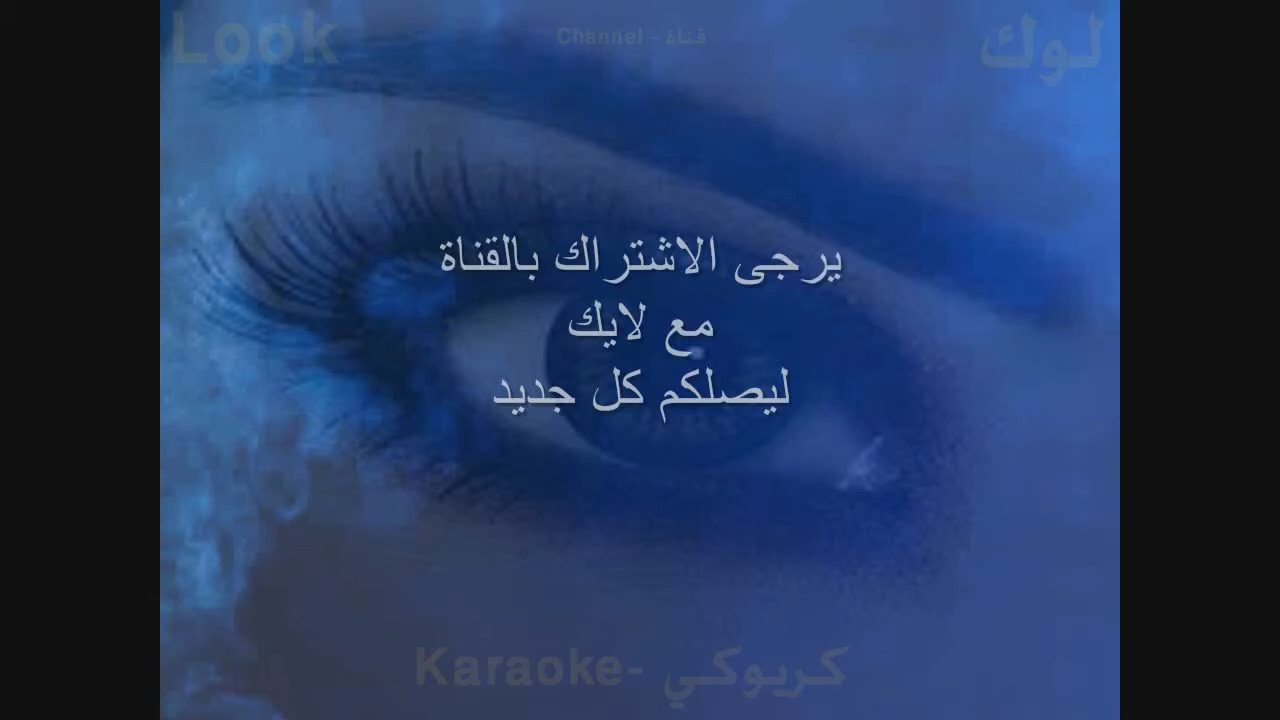 Look
Channel - قناة
لوك
يرجى الاشتراك بالقناة
مع لايك
ليصلكم كل جديد
Karaoke- كريوكي